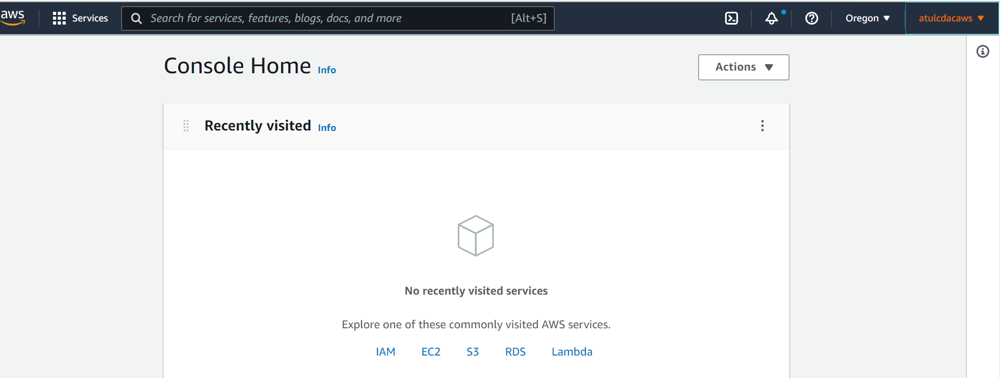 aws Services Search for services, features, blogs, docs, and more [Alt+S] Oregon atulcdacaws
Console Home Info
Actions
Recently visited Info
No recently visited services
Explore one of these commonly visited AWS services.
IAM EC2 S3 RDS Lambda